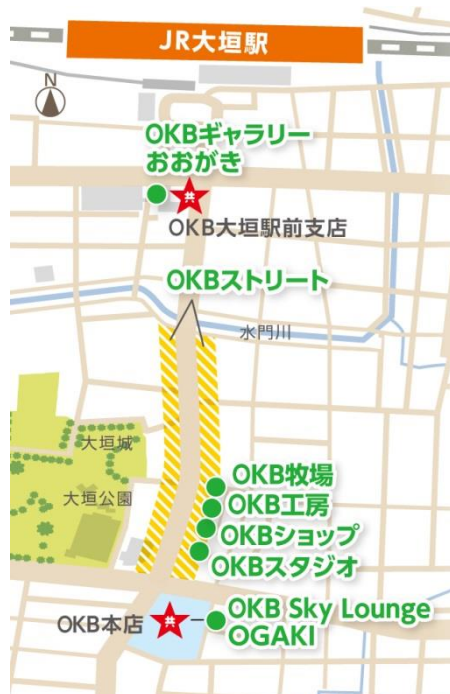 JR大垣駅
N
OKBギャラリー
おおがき
共
OKB大垣駅前支店
OKBストリート
水門川
大垣城
大垣公園
OKB牧場
OKB工房
OKBショップ
OKBスタジオ
OKB本店
共
OKB Sky Lounge
OGAKI